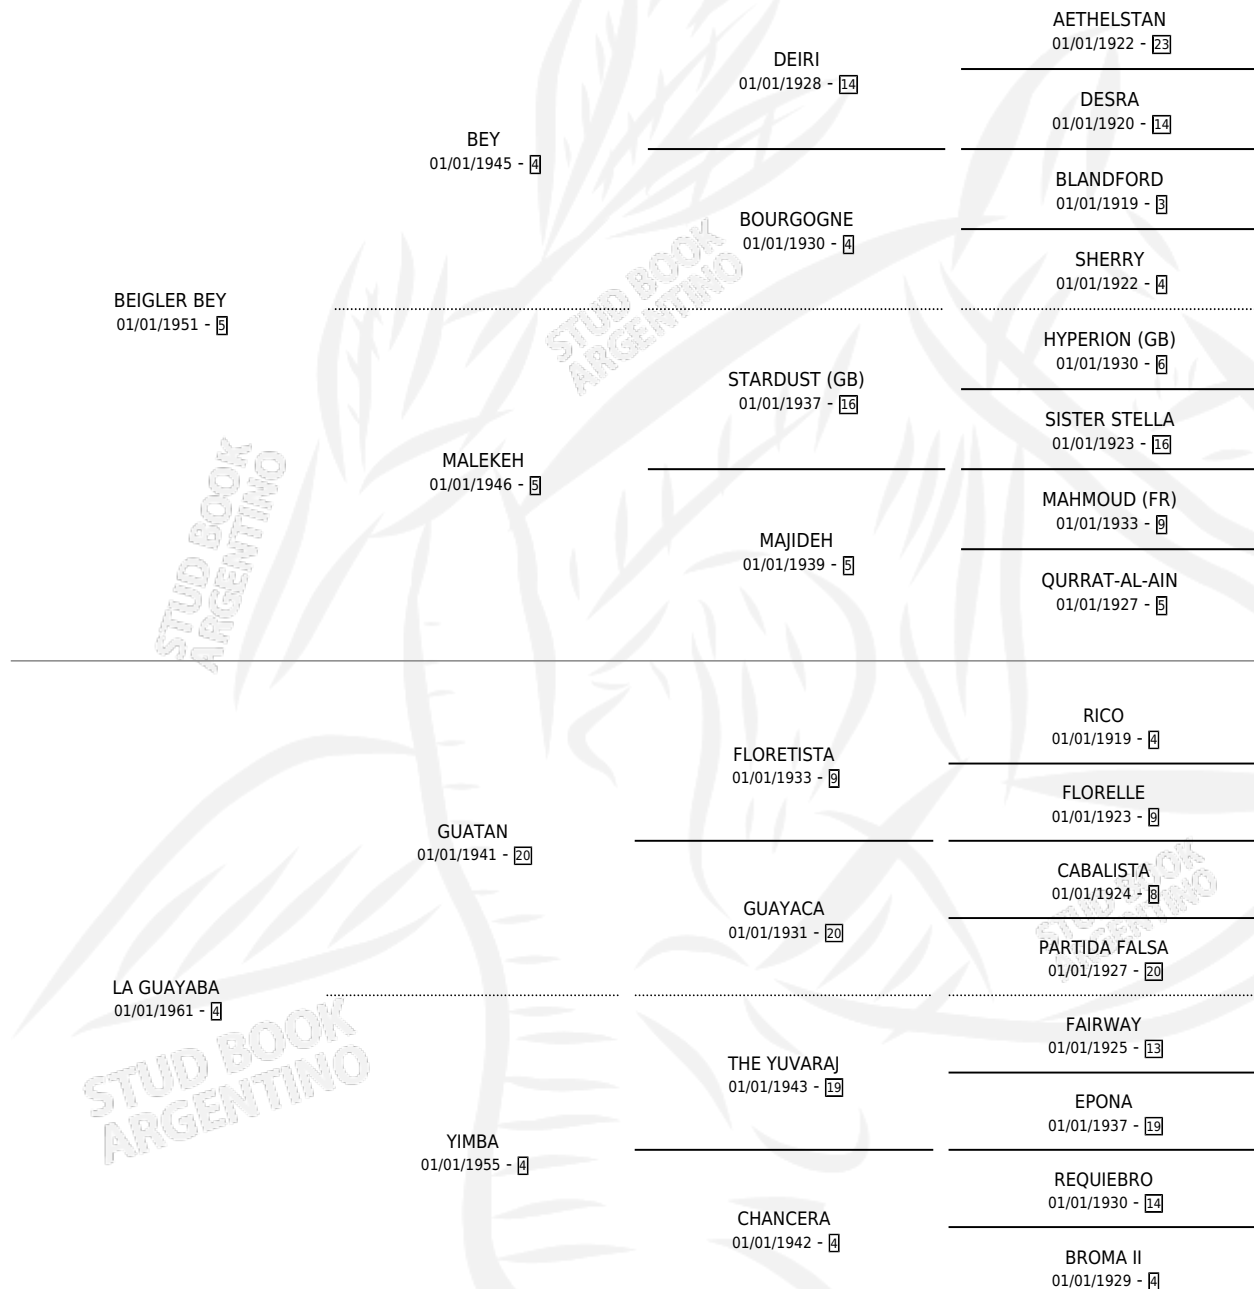 AETHELSTAN
01/01/1922 - 23
DEIRI
01/01/1928 - 14
DESRA
01/01/1920 - 14
BEY
01/01/1945 - 4
BLANDFORD
01/01/1919 - 3
BOURGOGNE
01/01/1930 - 4
SHERRY
01/01/1922 - 4
BEIGLER BEY
01/01/1951 - 5
STUD BOOK
ARGENTINO
HYPERION (GB)
01/01/1930 - 6
STARDUST (GB)
01/01/1937 - 16
SISTER STELLA
01/01/1923 - 16
MALEKEH
01/01/1946 - 5
MAHMOUD (FR)
01/01/1933 - 9
MAJIDEH
01/01/1939 - 5
QURRAT-AL-AIN
01/01/1927 - 5
STUD BOOK
ARGENTINO
RICO
01/01/1919 - 4
FLORETISTA
01/01/1933 - 9
FLORELLE
01/01/1923 - 9
GUATAN
01/01/1941 - 20
CABALISTA
01/01/1924 - 8
GUAYACA
01/01/1931 - 20
PARTIDA FALSA
01/01/1927 - 20
STUD BOOK
ARGENTINO
LA GUAYABA
01/01/1961 - 4
STUD BOOK
ARGENTINO
FAIRWAY
01/01/1925 - 13
THE YUVARAJ
01/01/1943 - 19
EPONA
01/01/1937 - 19
YIMBA
01/01/1955 - 4
REQUIEBRO
01/01/1930 - 14
CHANCERA
01/01/1942 - 4
BROMA II
01/01/1929 - 4